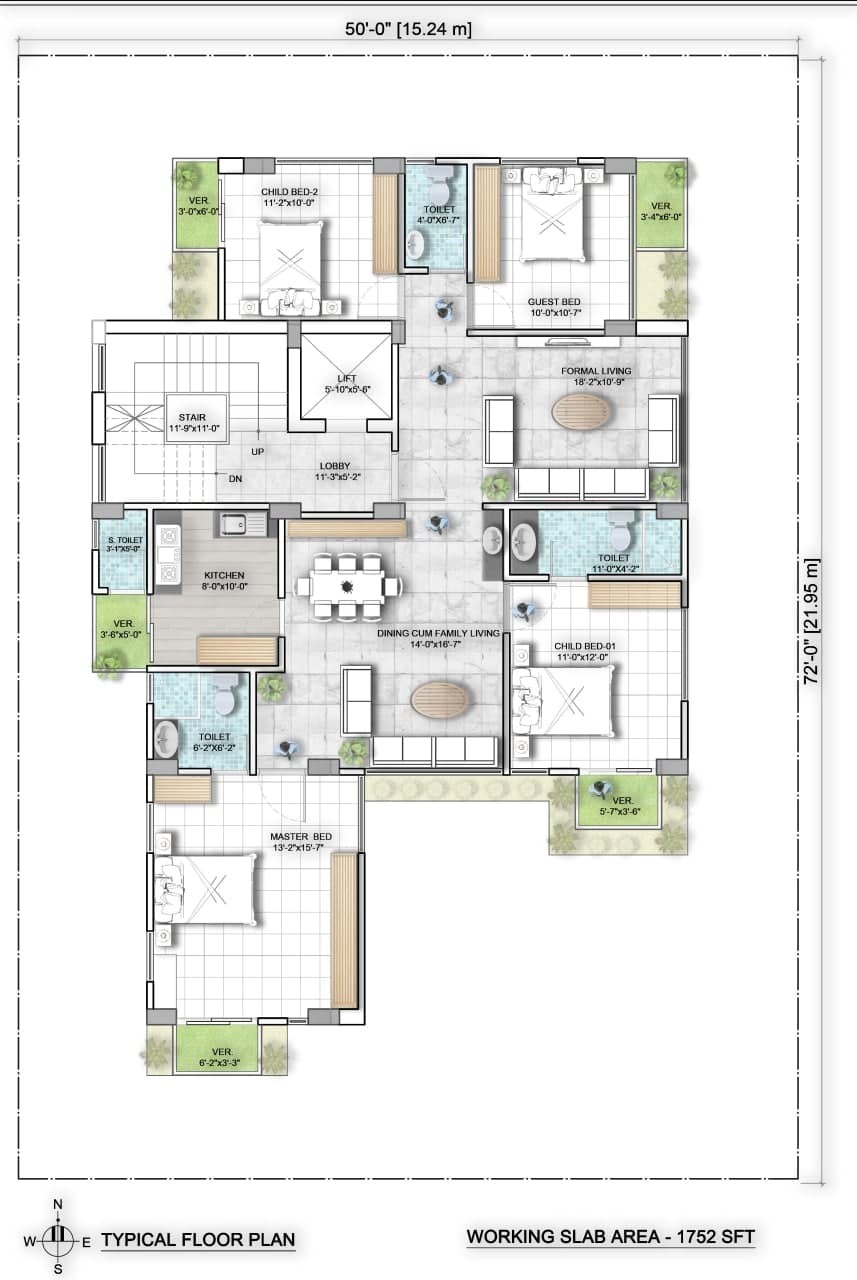 50'-0" [15.24 m]
VER.
3'-0"x6'-0"
CHILD BED-2
11'-2"x10'-0"
TOILET
4'-0"X6'-7"
GUEST BED
10'-0"x10'-7"
VER.
3'-4"x6'-0"
LIFT
5'-10"x5'-6"
FORMAL LIVING
18'-2"x10'-9"
STAIR
11'-9"x11'-0"
UP
DN
LOBBY
11'-3"x5'-2"
S. TOILET
3'-1"X5'-0"
KITCHEN
8'-0"x10'-0"
TOILET
11'-0"X4'-2"
VER.
3'-6"x5'-0"
DINING CUM FAMILY LIVING
14'-0"x16'-7"
CHILD BED-01
11'-0"x12'-0"
72'-0" [21.95 m]
TOILET
6'-2"X6'-2"
VER.
5'-7"x3'-6"
MASTER BED
13'-2"x15'-7"
VER.
6'-2"x3'-3"
N
W
E
S
TYPICAL FLOOR PLAN
WORKING SLAB AREA - 1752 SFT